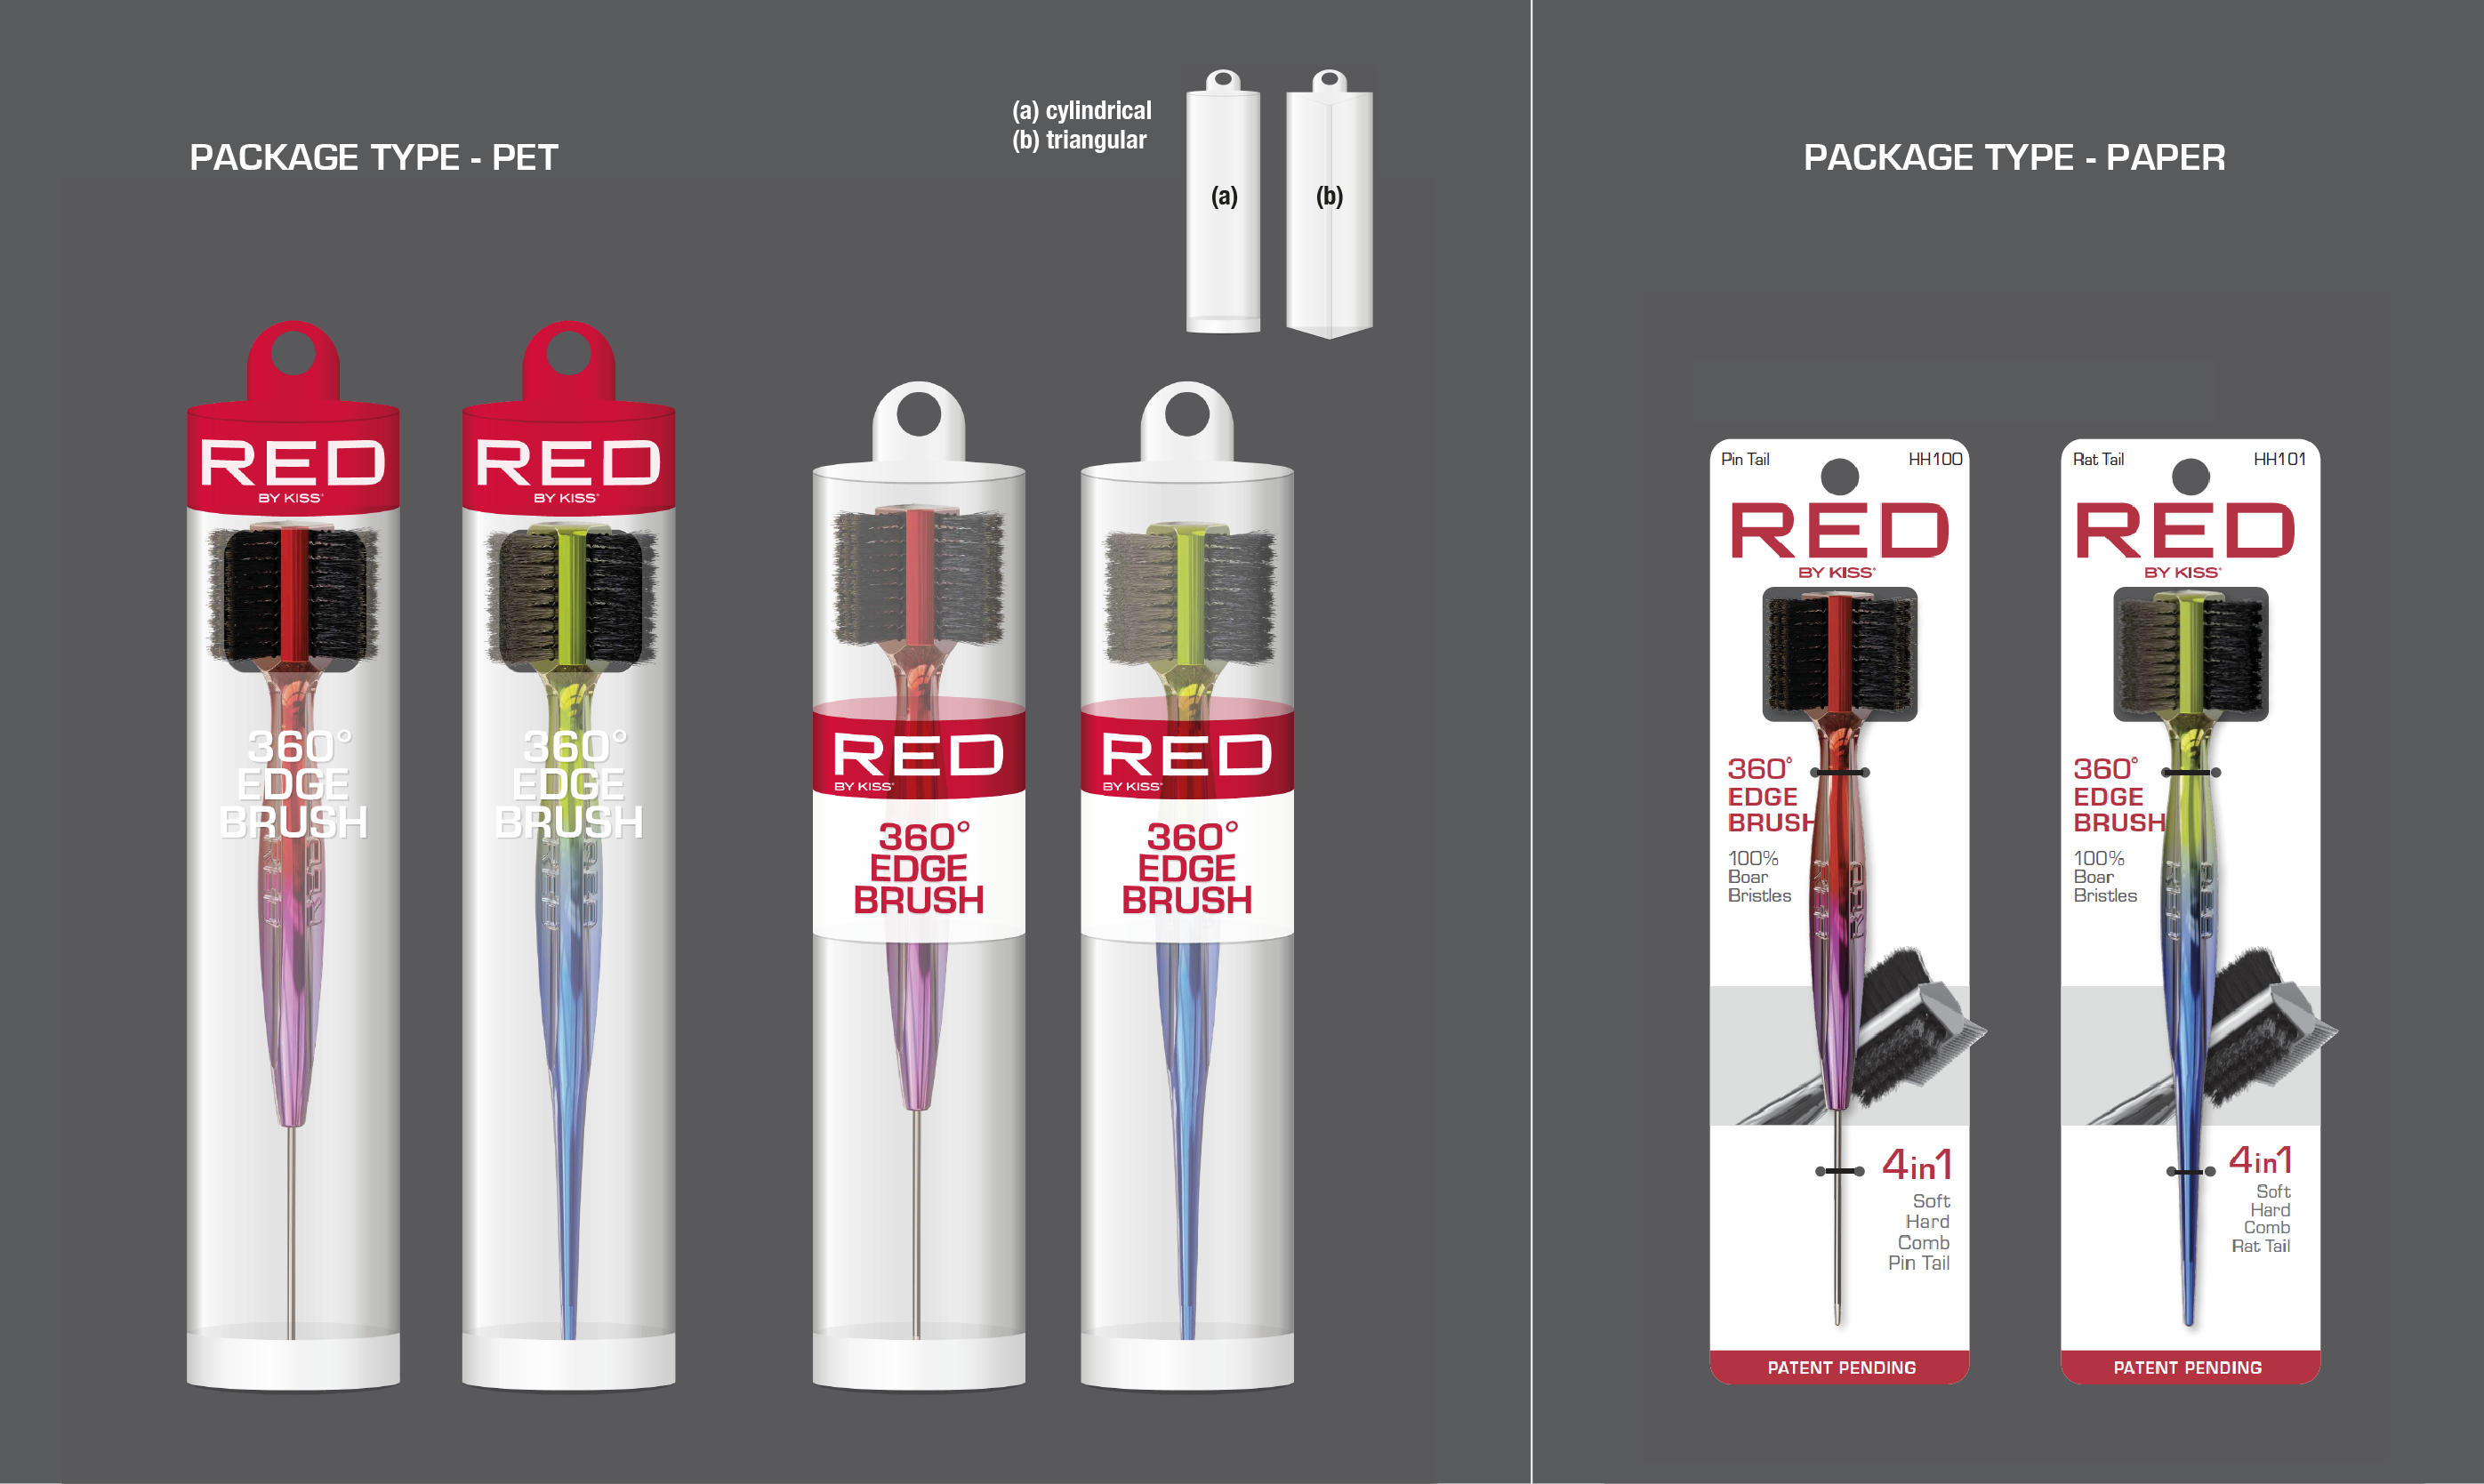 PACKAGE TYPE - PET
(a) cylindrical
(b) triangular
(a)
(b)
RED
BY KISS®
360°
EDGE
BRUSH
RED
RED
BY KISS®
360°
EDGE
BRUSH
RED
BY KISS®
360°
EDGE
BRUSH
RED
BY KISS®
360°
EDGE
BRUSH
PACKAGE TYPE - PAPER
Pin Tail
HH100
RED
BY KISS®
360°
EDGE
BRUSH
100%
Boar
Bristles
RED
4in1
Soft
Hard
Comb
Pin Tail
PATENT PENDING
Rat Tail
HH101
RED
BY KISS®
360°
EDGE
BRUSH
100%
Boar
Bristles
4in1
Soft
Hard
Comb
Rat Tail
PATENT PENDING